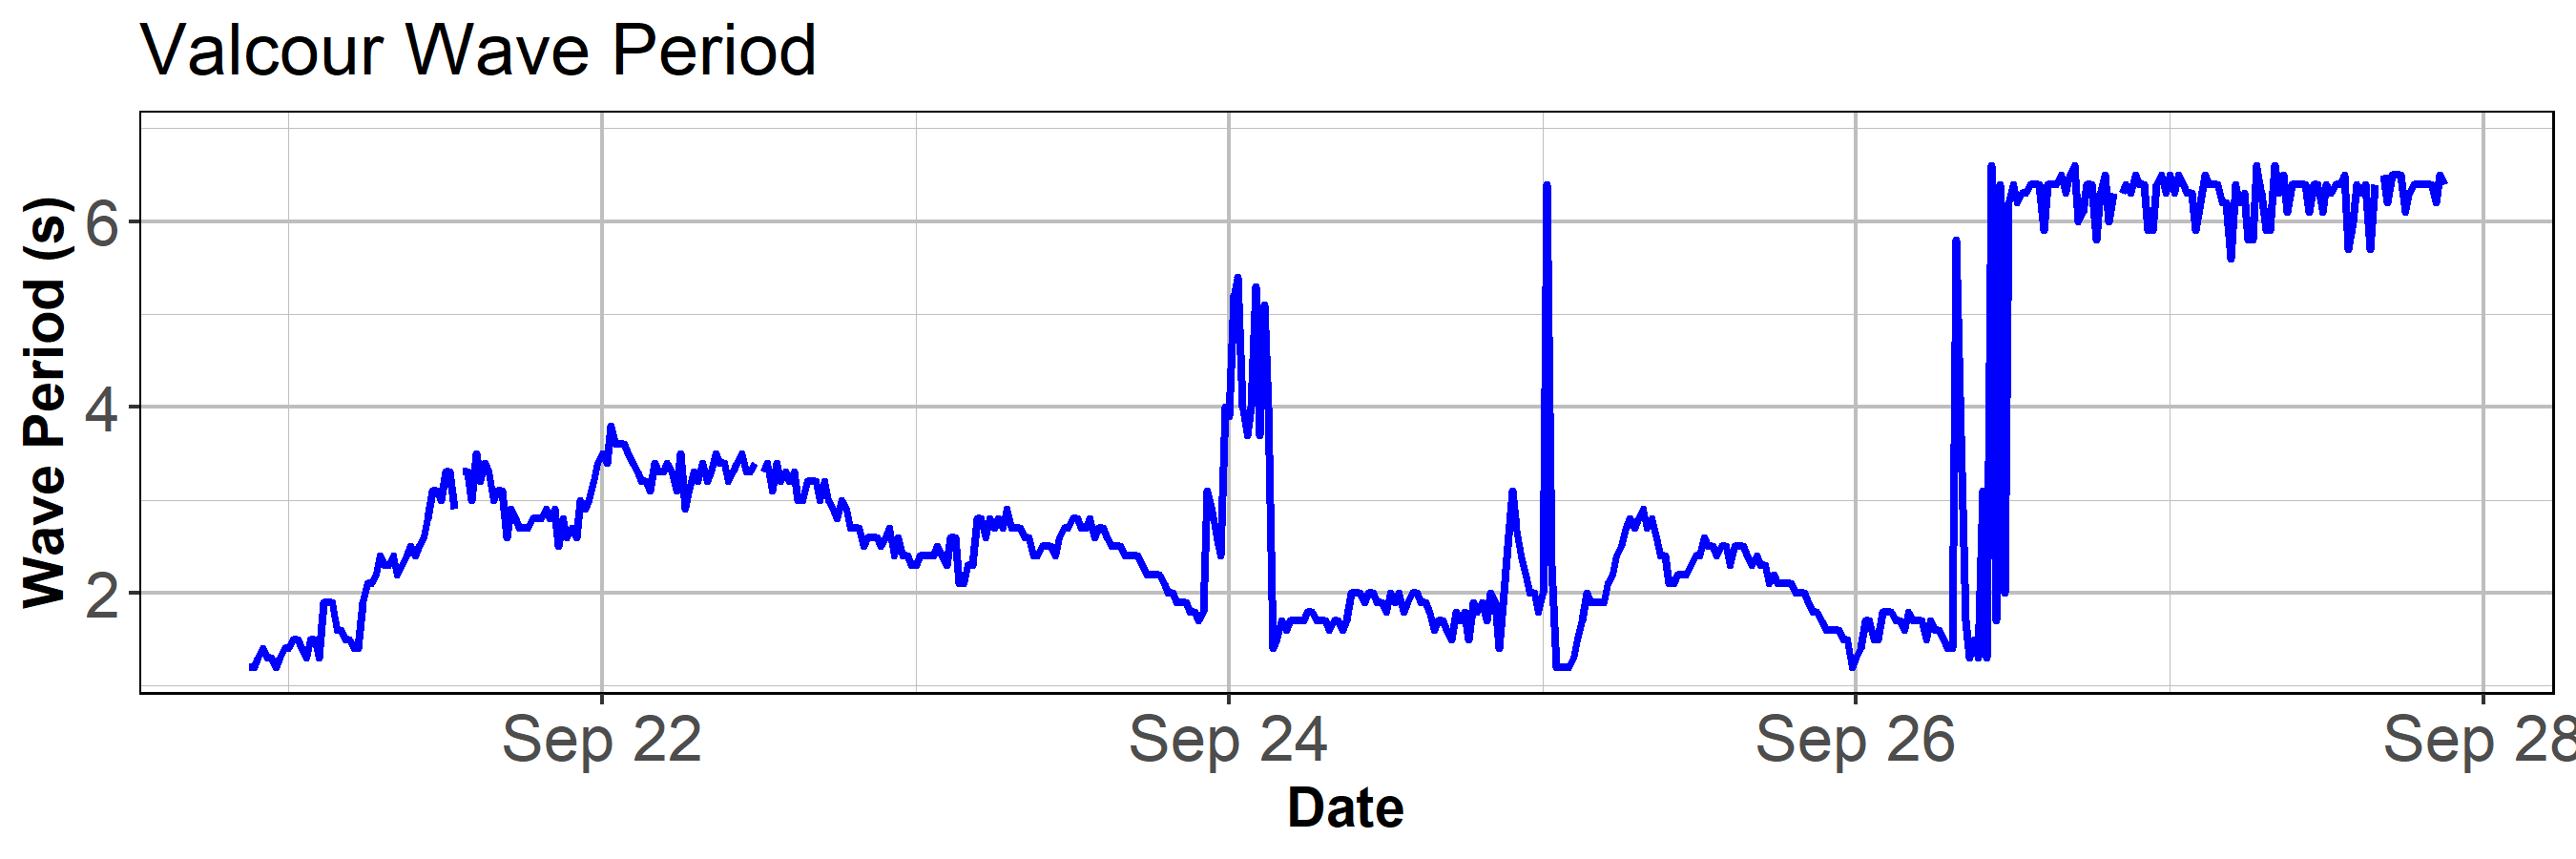 Valcour Wave Period
Wave Period (s)
6
4
2
Sep 22 Sep 24 Sep 26 Sep 28
Date